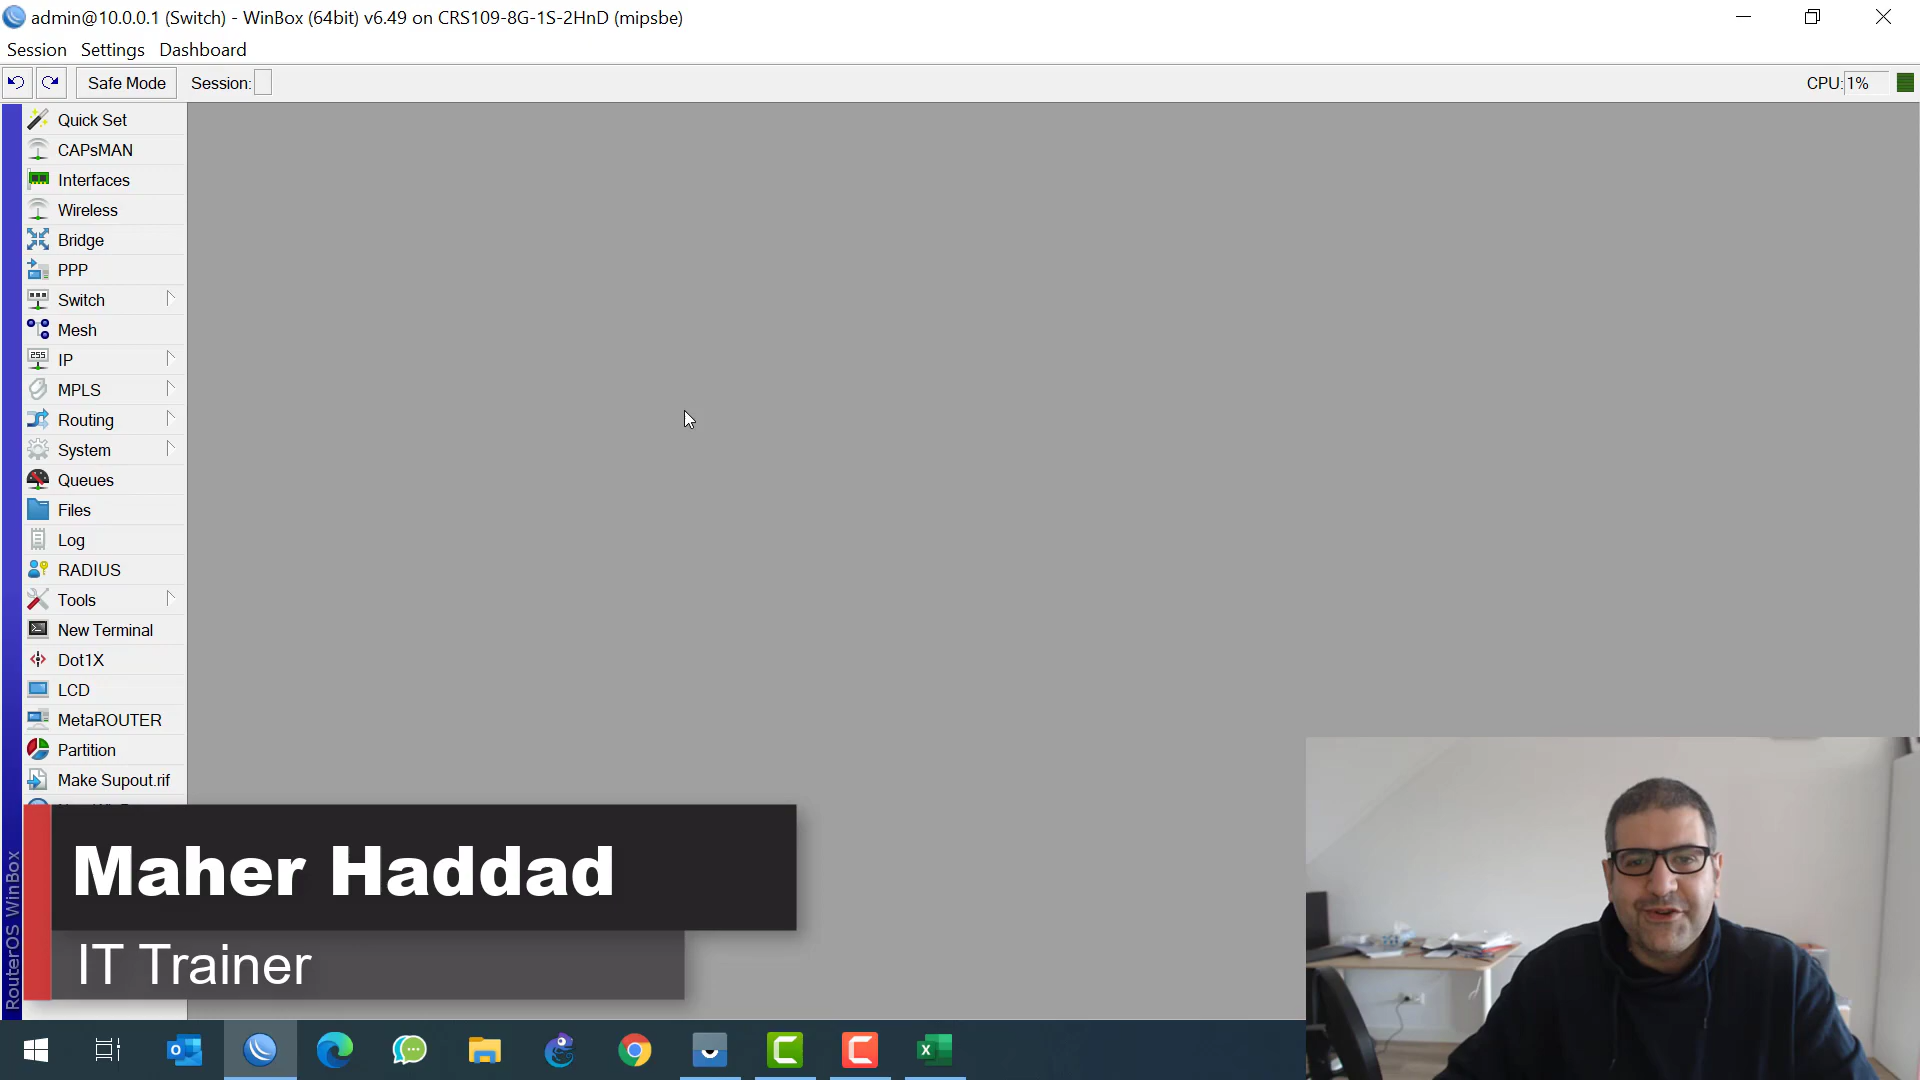 admin@10.0.0.1 (Switch) - WinBox (64bit) v6.49 on CRS109-8G-1S-2HnD (mipsbe)
Session Settings Dashboard
Safe Mode Session: CPU: 1%
Quick Set
CAPsMAN
Interfaces
Wireless
Bridge
PPP
Switch
Mesh
IP
MPLS
Routing
System
Queues
Files
Log
RADIUS
Tools
New Terminal
Dot1X
LCD
MetaROUTER
Partition
Make Supout.rif
RouterOS WinBox
Maher Haddad
IT Trainer